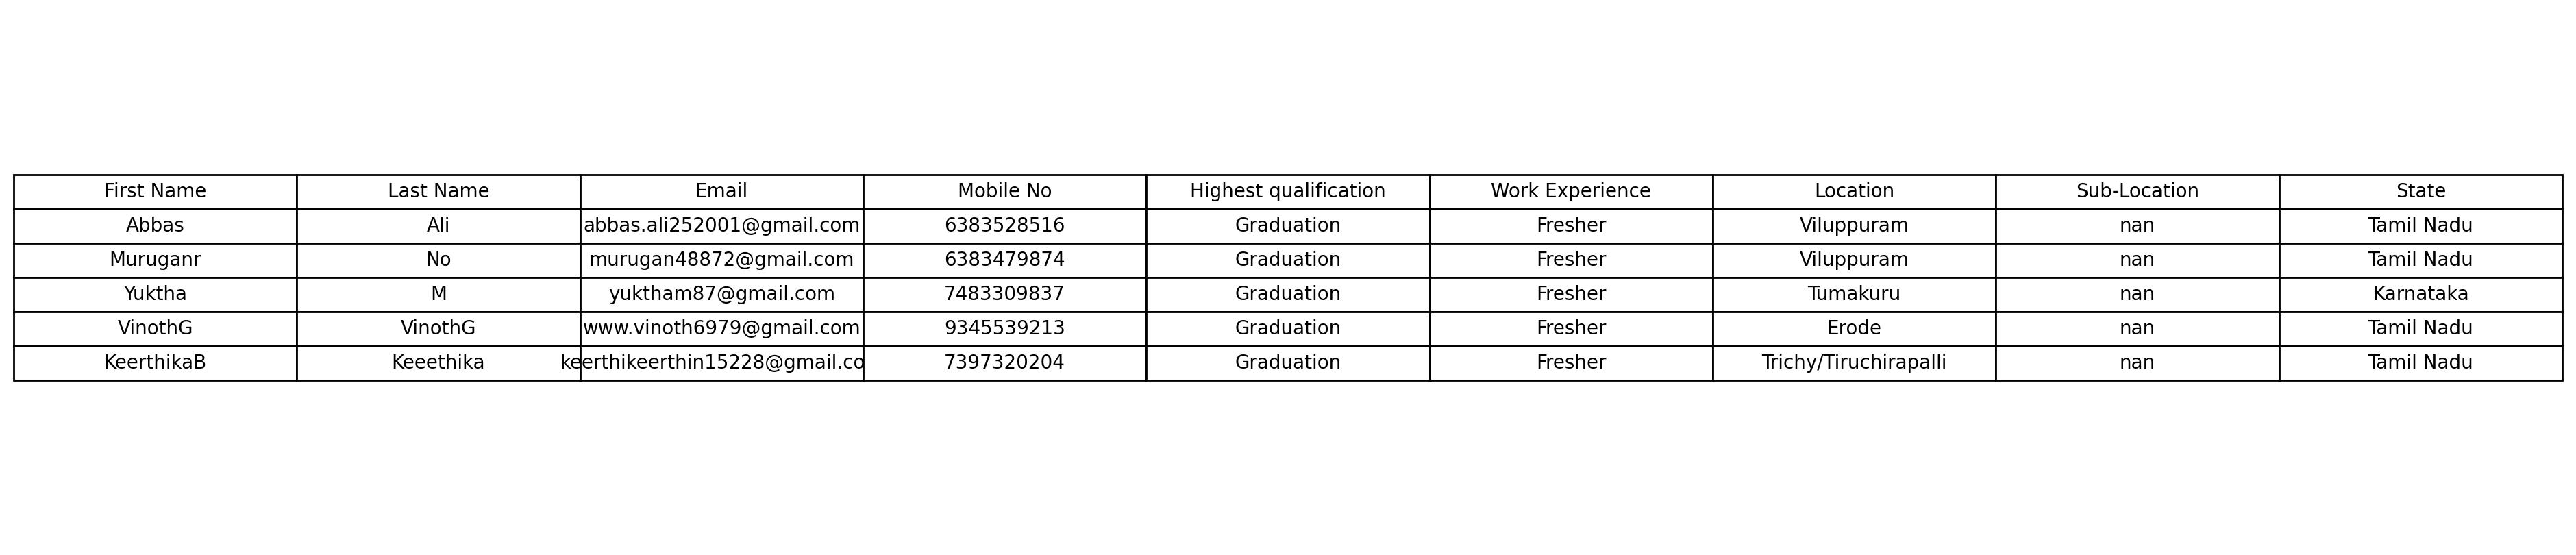 First Name Last Name Email Mobile No Highest qualification Work Experience Location Sub-Location State
Abbas Ali abbas.ali252001@gmail.com 6383528516 Graduation Fresher Viluppuram nan Tamil Nadu
Muruganr No murugan48872@gmail.com 6383479874 Graduation Fresher Viluppuram nan Tamil Nadu
Yuktha M yuktham87@gmail.com 7483309837 Graduation Fresher Tumakuru nan Karnataka
VinothG VinothG www.vinoth6979@gmail.com 9345539213 Graduation Fresher Erode nan Tamil Nadu
KeerthikaB Keeethika keerthikeerthin15228@gmail.co 7397320204 Graduation Fresher Trichy/Tiruchirapalli nan Tamil Nadu